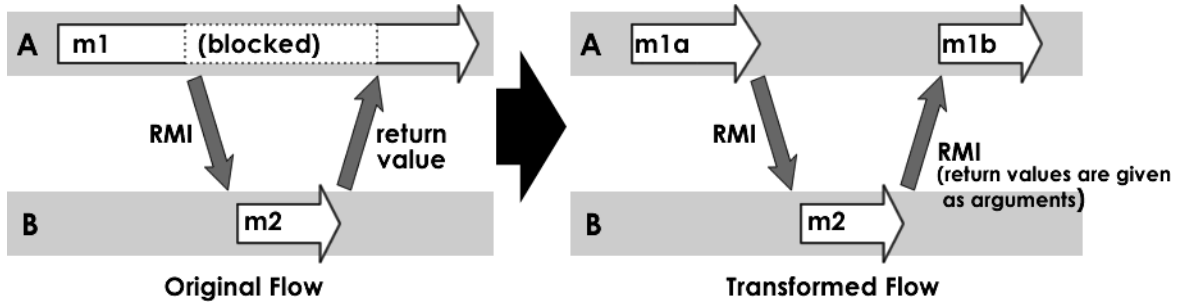 A
m1
(blocked)
RMI
return
value
B
m2
Original Flow
A
m1a
m1b
RMI
RMI
(return values are given
as arguments)
B
m2
Transformed Flow